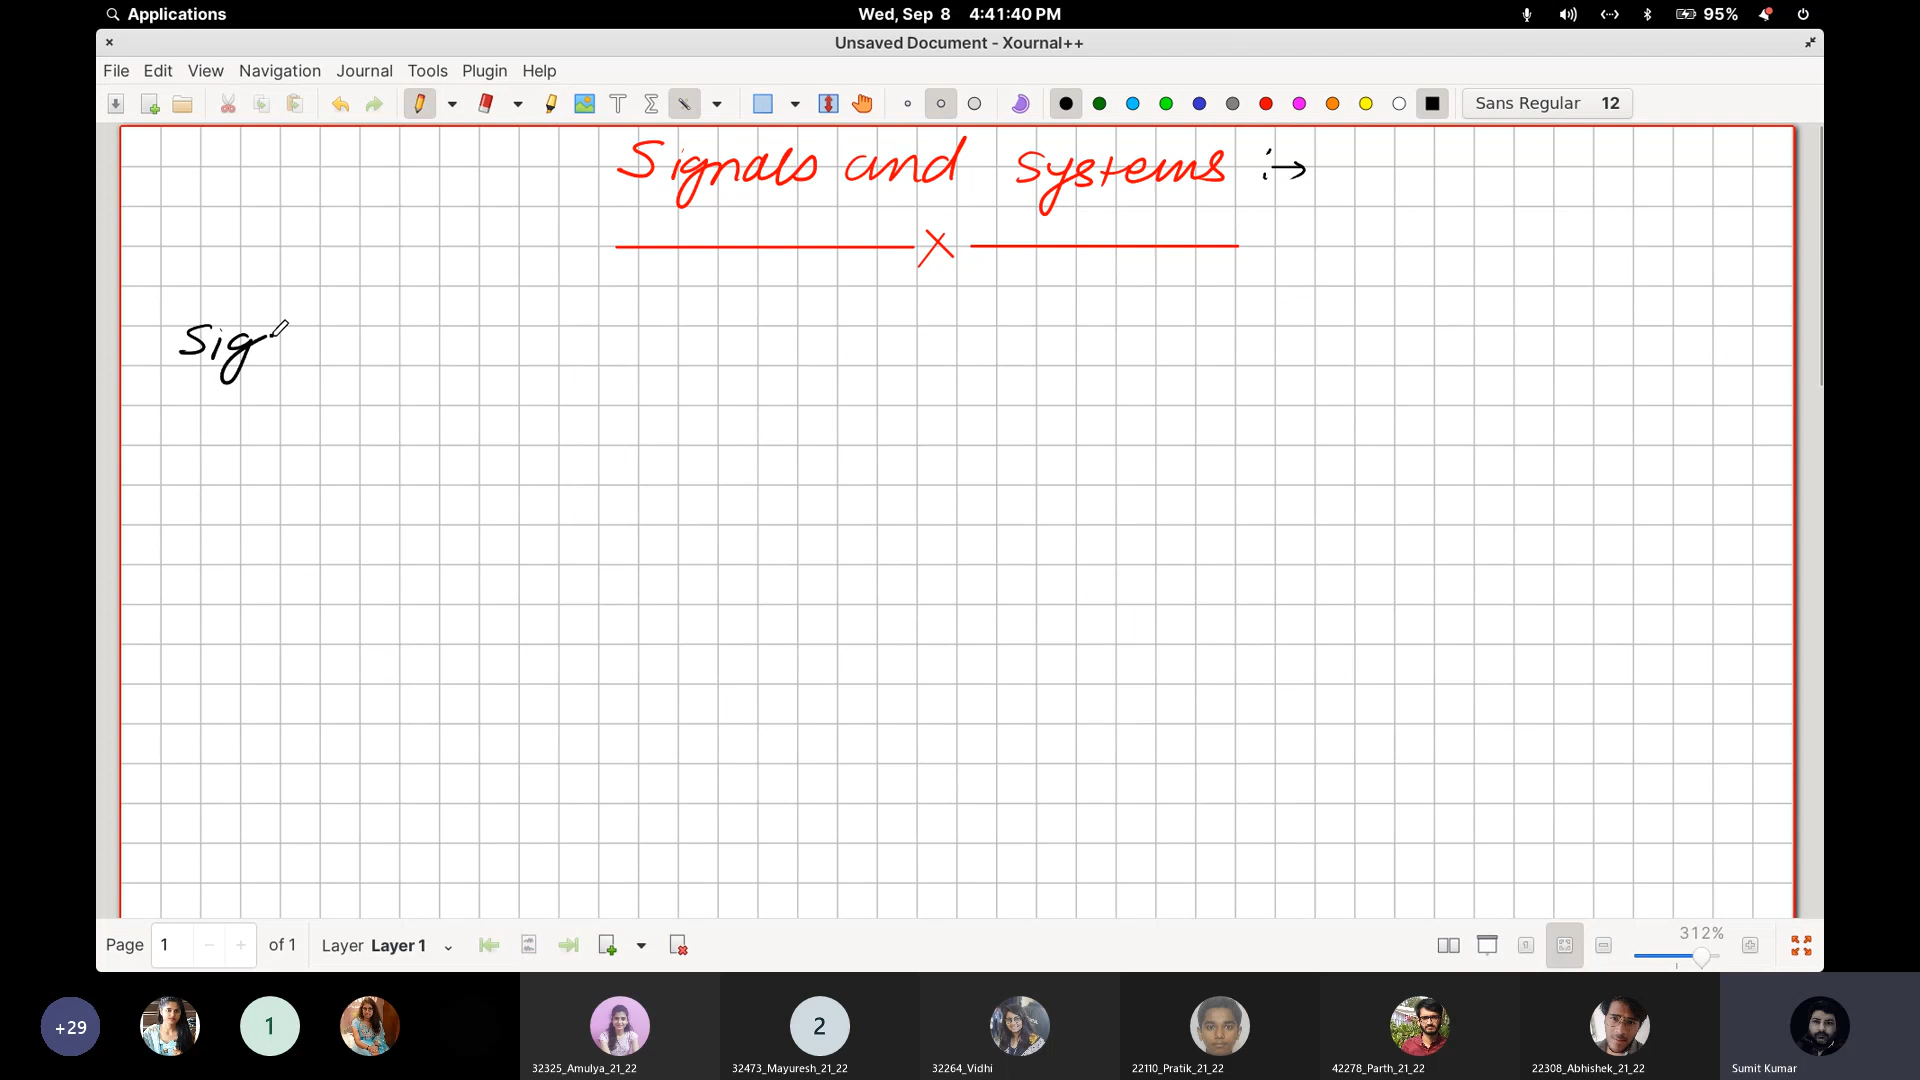 Applications
Wed, Sep 8 4:41:40 PM
95%
Unsaved Document - Xournal++
File Edit View Navigation Journal Tools Plugin Help
Sans Regular 12
Signals and systems :→
X
Sig
Page 1 of 1 Layer Layer 1
312%
+29
1
2
32325_Amulya_21_22
32473_Mayuresh_21_22
32264_Vidhi
22110_Pratik_21_22
42278_Parth_21_22
22308_Abhishek_21_22
Sumit Kumar